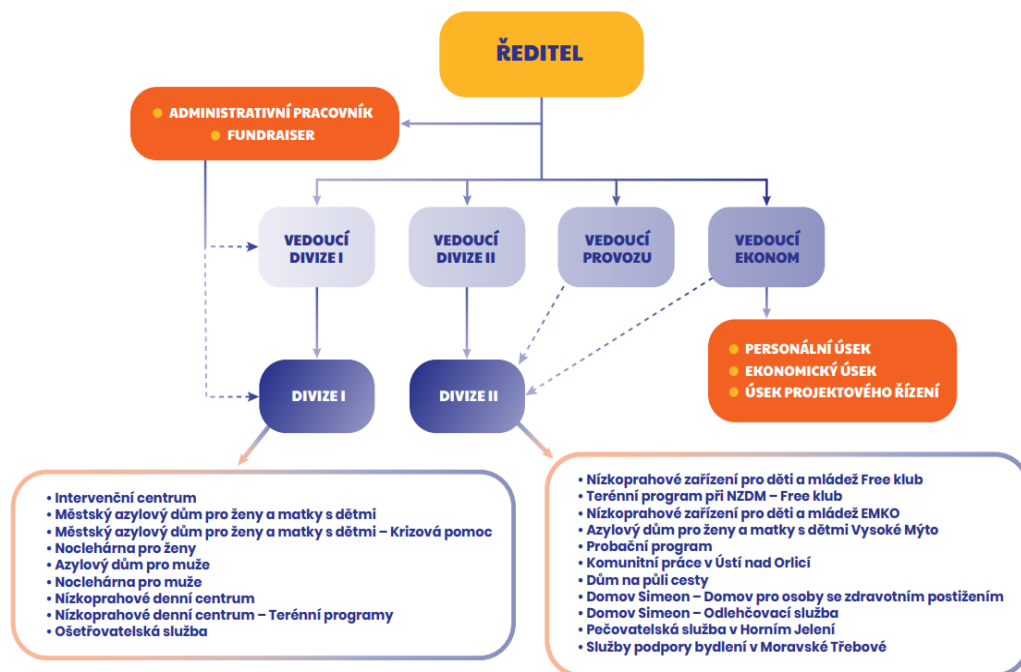 ŘEDITEL
● ADMINISTRATIVNÍ PRACOVNÍK
● FUNDRAISER
VEDOUCÍ
DIVIZE I
VEDOUCÍ
DIVIZE II
VEDOUCÍ
PROVOZU
VEDOUCÍ
EKONOM
● PERSONÁLNÍ ÚSEK
● EKONOMICKÝ ÚSEK
● ÚSEK PROJEKTOVÉHO ŘÍZENÍ
DIVIZE I
DIVIZE II
• Intervenční centrum
• Městský azylový dům pro ženy a matky s dětmi
• Městský azylový dům pro ženy a matky s dětmi – Krizová pomoc
• Noclehárna pro ženy
• Azylový dům pro muže
• Noclehárna pro muže
• Nízkoprahové denní centrum
• Nízkoprahové denní centrum – Terénní programy
• Ošetřovatelská služba
• Nízkoprahové zařízení pro děti a mládež Free klub
• Terénní program při NZDM – Free klub
• Nízkoprahové zařízení pro děti a mládež EMKO
• Azylový dům pro ženy a matky s dětmi Vysoké Mýto
• Probační program
• Komunitní práce v Ústí nad Orlicí
• Dům na půli cesty
• Domov Simeon – Domov pro osoby se zdravotním postižením
• Domov Simeon – Odlehčovací služba
• Pečovatelská služba v Horním Jelení
• Služby podpory bydlení v Moravské Třebové